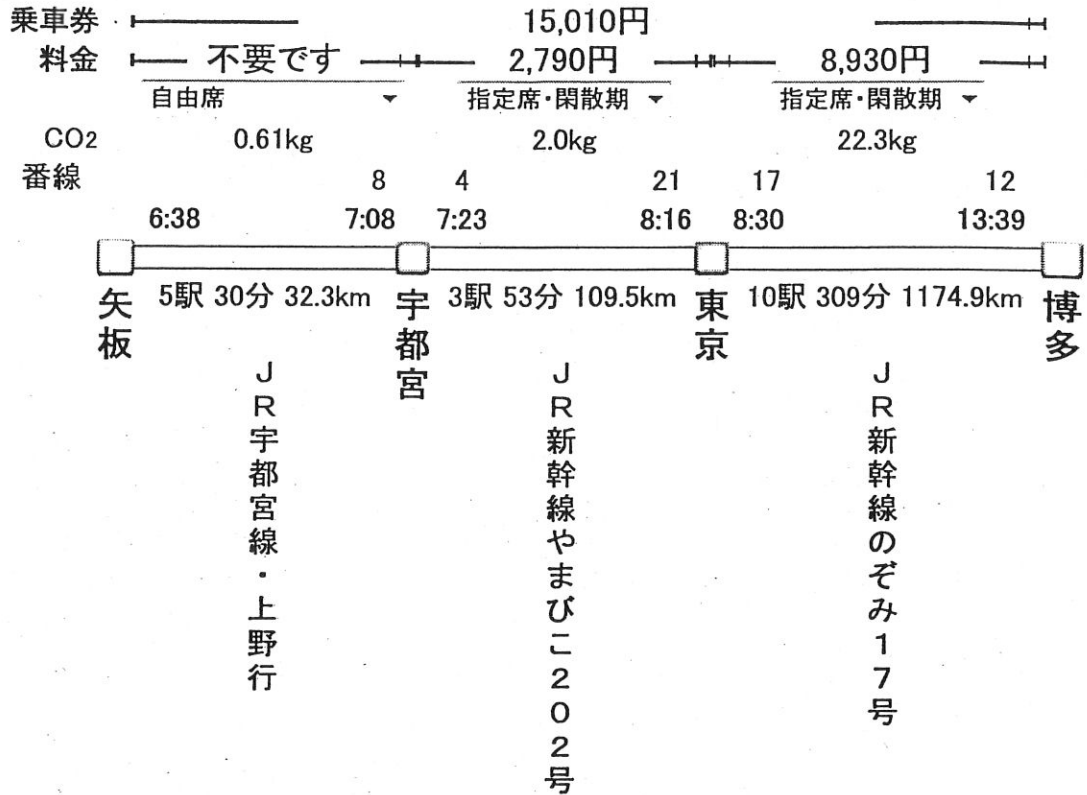 乗車券 15,010円
料金 不要です 2,790円 8,930円
自由席 指定席・閑散期 指定席・閑散期
CO2 0.61kg 2.0kg 22.3kg
番線 8 4 21 17 12
6:38 7:08 7:23 8:16 8:30 13:39
5駅 30分 32.3km 3駅 53分 109.5km 10駅 309分 1174.9km
矢板 宇都宮 東京 博多
JR宇都宮線・上野行
JR新幹線やまびこ202号
JR新幹線のぞみ17号